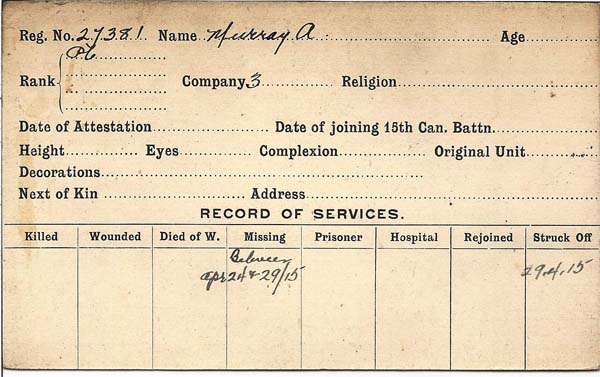 Reg. No. 27381 Name Murray A Age
Pt
Rank Company 3 Religion
Date of Attestation Date of joining 15th Can. Battn.
Height Eyes Complexion Original Unit
Decorations
Next of Kin Address
RECORD OF SERVICES.
Killed Wounded Died of W. Missing Prisoner Hospital Rejoined Struck Off
Between
apr 24 & 29/15 29.4.15